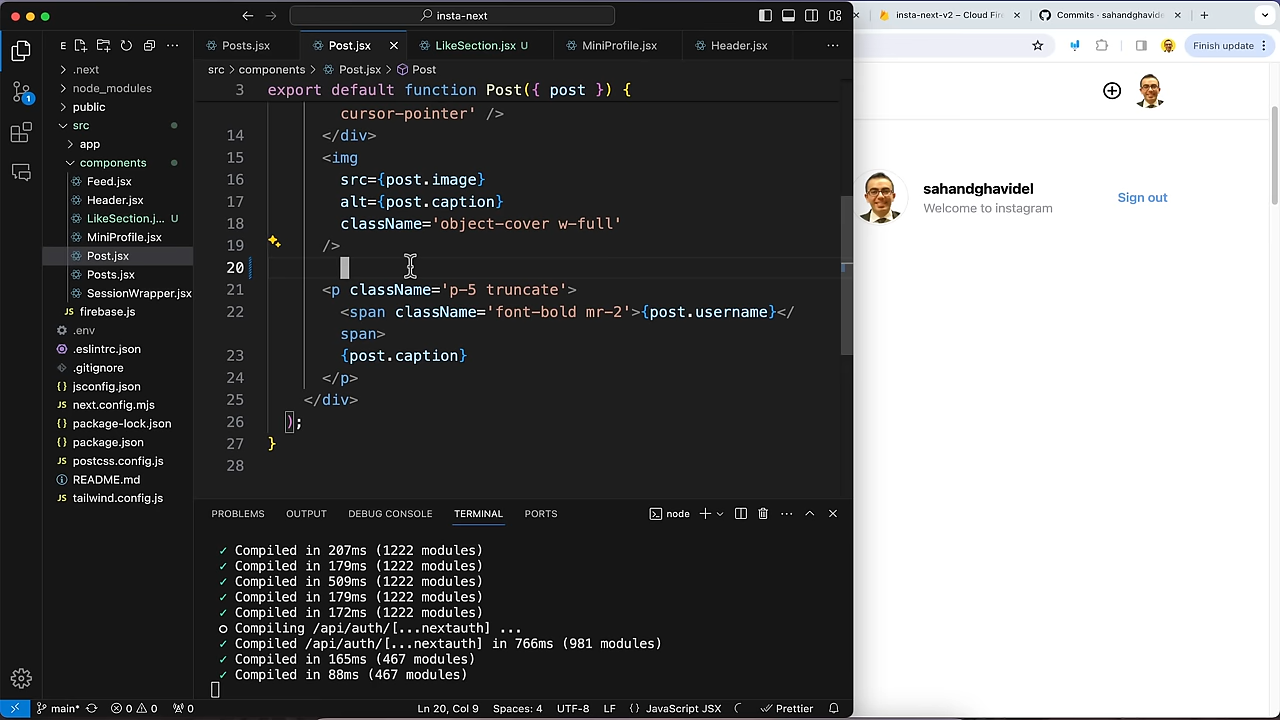 insta-next
insta-next-v2 – Cloud Fire
Commits · sahandghavide
Finish update
E
Posts.jsx
Post.jsx
LikeSection.jsx U
MiniProfile.jsx
Header.jsx
src > components > Post.jsx > Post
.next
node_modules
public
src
app
components
Feed.jsx
Header.jsx
LikeSection.j... U
MiniProfile.jsx
Post.jsx
Posts.jsx
SessionWrapper.jsx
firebase.js
.env
.eslintrc.json
.gitignore
jsconfig.json
next.config.mjs
package-lock.json
package.json
postcss.config.js
README.md
tailwind.config.js
1
3 export default function Post({ post }) {
cursor-pointer' />
14 </div>
15 <img
16 src={post.image}
17 alt={post.caption}
18 className='object-cover w-full'
19 />
20
21 <p className='p-5 truncate'>
22 <span className='font-bold mr-2'>{post.username}</
span>
23 {post.caption}
24 </p>
25 </div>
26 );
27 }
28
sahandghavidel
Welcome to instagram
Sign out
PROBLEMS OUTPUT DEBUG CONSOLE TERMINAL PORTS
node
✓ Compiled in 207ms (1222 modules)
✓ Compiled in 179ms (1222 modules)
✓ Compiled in 509ms (1222 modules)
✓ Compiled in 179ms (1222 modules)
✓ Compiled in 172ms (1222 modules)
○ Compiling /api/auth/[...nextauth] ...
✓ Compiled /api/auth/[...nextauth] in 766ms (981 modules)
✓ Compiled in 165ms (467 modules)
✓ Compiled in 88ms (467 modules)
main* 0 0 0 Ln 20, Col 9 Spaces: 4 UTF-8 LF {} JavaScript JSX Prettier